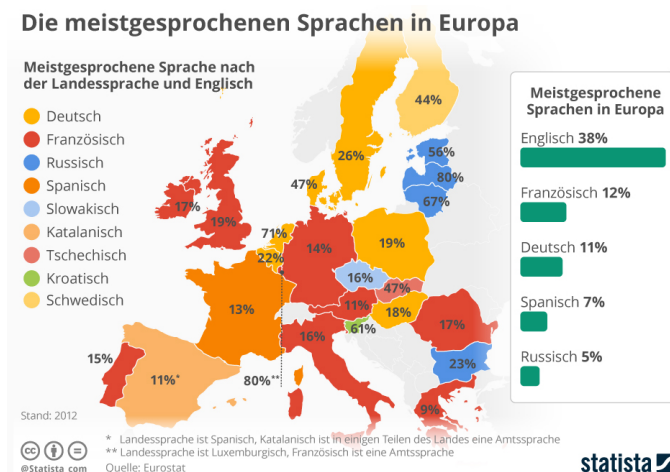 Die meistgesprochenen Sprachen in Europa
Meistgesprochene Sprache nach
der Landessprache und Englisch
Deutsch
Französisch
Russisch
Spanisch
Slowakisch
Katalanisch
Tschechisch
Kroatisch
Schwedisch
44%
26%
56%
80%
67%
47%
17%
19%
71%
22%
14%
19%
16%
47%
11%
18%
13%
61%
16%
17%
23%
15%
11%*
80%**
9%
Meistgesprochene
Sprachen in Europa
Englisch 38%
Französisch 12%
Deutsch 11%
Spanisch 7%
Russisch 5%
Stand: 2012
* Landessprache ist Spanisch, Katalanisch ist in einigen Teilen des Landes eine Amtssprache
** Landessprache ist Luxemburgisch, Französisch ist eine Amtssprache
@Statista_com
Quelle: Eurostat
statista